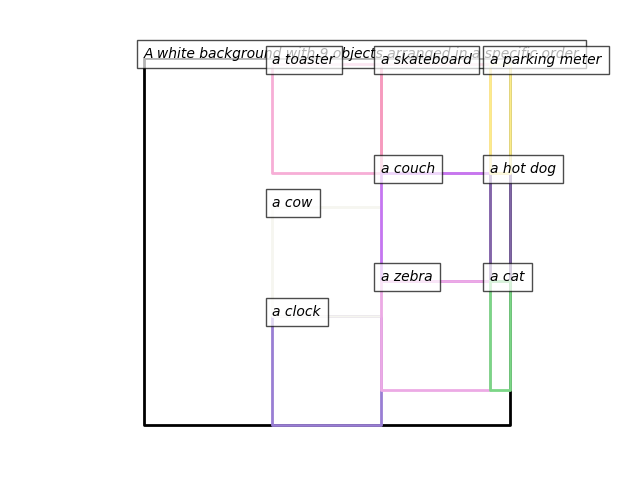 A white background with 9 objects arranged in a specific order
a toaster
a skateboard
a parking meter
a couch
a hot dog
a cow
a zebra
a cat
a clock